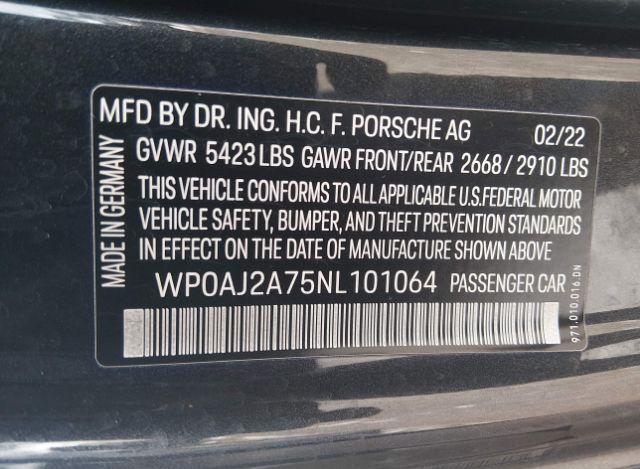 MFD BY DR. ING. H.C. F. PORSCHE AG 02/22
GVWR 5423 LBS GAWR FRONT/REAR 2668 / 2910 LBS
THIS VEHICLE CONFORMS TO ALL APPLICABLE U.S.FEDERAL MOTOR
VEHICLE SAFETY, BUMPER, AND THEFT PREVENTION STANDARDS
IN EFFECT ON THE DATE OF MANUFACTURE SHOWN ABOVE
WP0AJ2A75NL101064 PASSENGER CAR
MADE IN GERMANY
971.010.016.DN